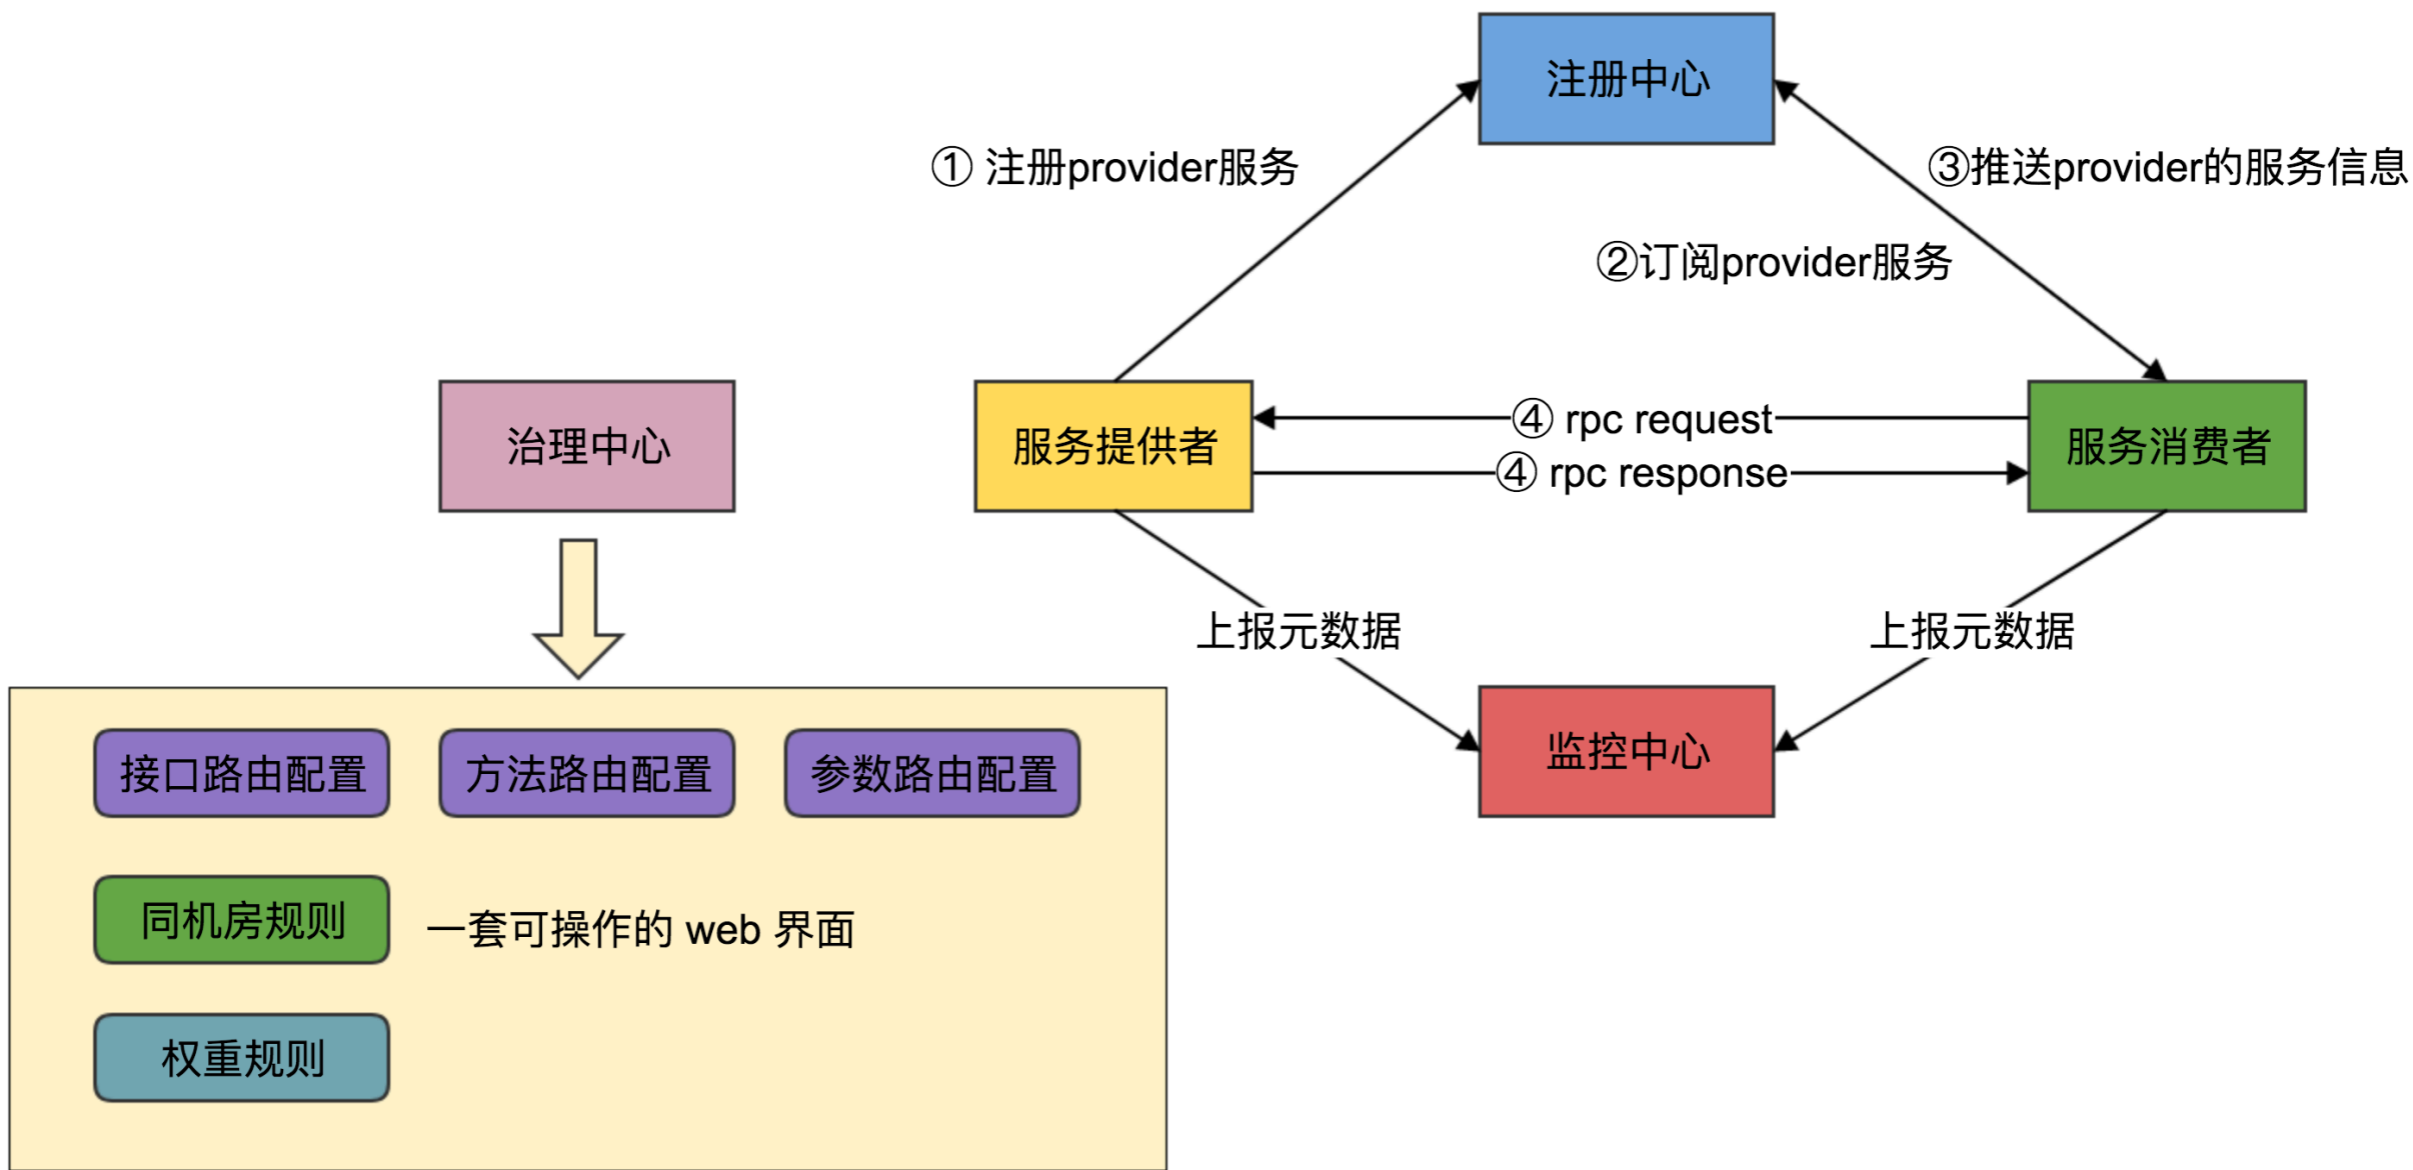 注册中心
① 注册provider服务
③推送provider的服务信息
②订阅provider服务
治理中心
服务提供者
④ rpc request
④ rpc response
服务消费者
上报元数据
上报元数据
监控中心
接口路由配置
方法路由配置
参数路由配置
同机房规则
一套可操作的 web 界面
权重规则